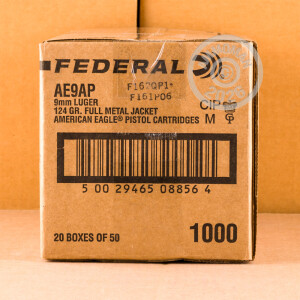 FEDERAL
AE9AP
9mm LUGER
124 GR. FULL METAL JACKET
AMERICAN EAGLE® PISTOL CARTRIDGES
F16IP06
CIP
M
5 00 29465 08856 4
20 BOXES OF 50
1000